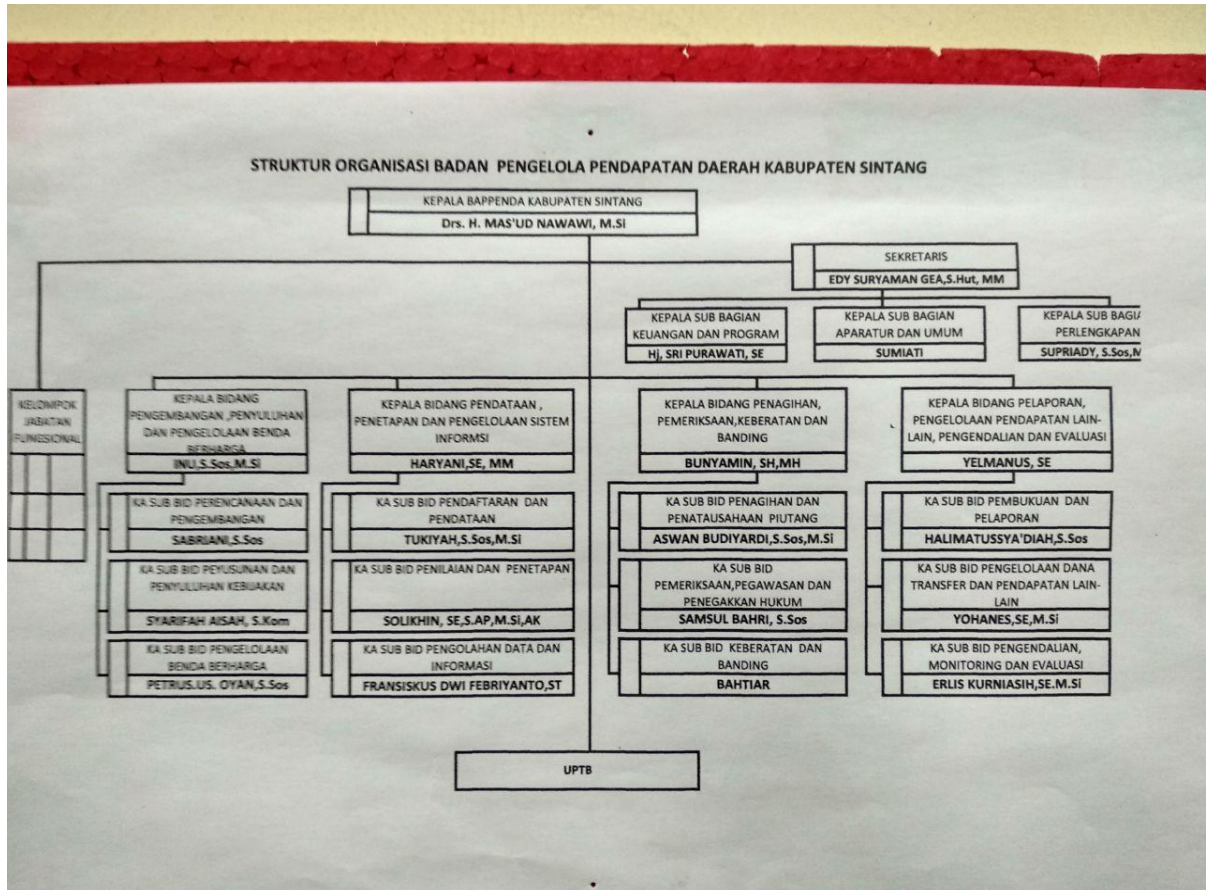 STRUKTUR ORGANISASI BADAN PENGELOLA PENDAPATAN DAERAH KABUPATEN SINTANG
KEPALA BAPPENDA KABUPATEN SINTANG
Drs. H. MAS'UD NAWAWI, M.Si
SEKRETARIS
EDY SURYAMAN GEA,S.Hut, MM
KEPALA SUB BAGIAN
KEUANGAN DAN PROGRAM
Hj, SRI PURAWATI, SE
KEPALA SUB BAGIAN
APARATUR DAN UMUM
SUMIATI
KEPALA SUB BAGIA
PERLENGKAPAN
SUPRIADY, S.Sos,M
KELOMPOK
JABATAN
FUNGSIONAL
KEPALA BIDANG
PENGEMBANGAN ,PENYULUHAN
DAN PENGELOLAAN BENDA
BERHARGA
INU,S.Sos,M.Si
KA SUB BID PERENCANAAN DAN
PENGEMBANGAN
SABRIANI,S.Sos
KA SUB BID PEYUSUNAN DAN
PENYULUHAN KEBIJAKAN
SYARIFAH AISAH, S.Kom
KA SUB BID PENGELOLAAN
BENDA BERHARGA
PETRUS.US. OYAN,S.Sos
KEPALA BIDANG PENDATAAN ,
PENETAPAN DAN PENGELOLAAN SISTEM
INFORMSI
HARYANI,SE, MM
KA SUB BID PENDAFTARAN DAN
PENDATAAN
TUKIYAH,S.Sos,M.Si
KA SUB BID PENILAIAN DAN PENETAPAN
SOLIKHIN, SE,S.AP,M.Si,AK
KA SUB BID PENGOLAHAN DATA DAN
INFORMASI
FRANSISKUS DWI FEBRIYANTO,ST
KEPALA BIDANG PENAGIHAN,
PEMERIKSAAN,KEBERATAN DAN
BANDING
BUNYAMIN, SH,MH
KA SUB BID PENAGIHAN DAN
PENATAUSAHAAN PIUTANG
ASWAN BUDIYARDI,S.Sos,M.Si
KA SUB BID
PEMERIKSAAN,PEGAWASAN DAN
PENEGAKKAN HUKUM
SAMSUL BAHRI, S.Sos
KA SUB BID KEBERATAN DAN
BANDING
BAHTIAR
KEPALA BIDANG PELAPORAN,
PENGELOLAAN PENDAPATAN LAIN-
LAIN, PENGENDALIAN DAN EVALUASI
YELMANUS, SE
KA SUB BID PEMBUKUAN DAN
PELAPORAN
HALIMATUSSYA'DIAH,S.Sos
KA SUB BID PENGELOLAAN DANA
TRANSFER DAN PENDAPATAN LAIN-
LAIN
YOHANES,SE,M.Si
KA SUB BID PENGENDALIAN,
MONITORING DAN EVALUASI
ERLIS KURNIASIH,SE.M.Si
UPTB